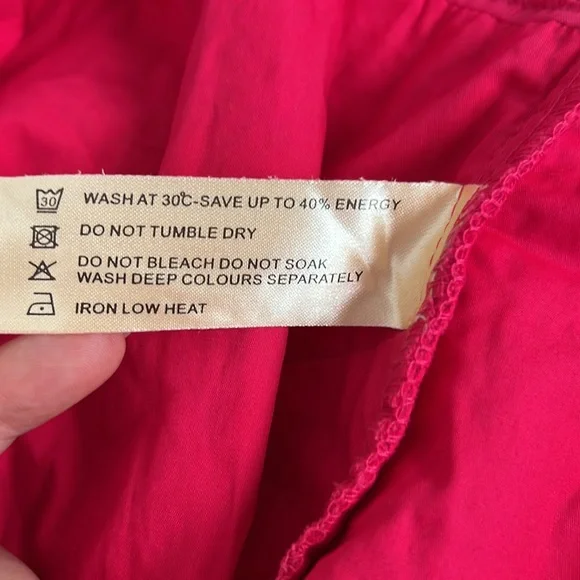 30
WASH AT 30°C-SAVE UP TO 40% ENERGY
DO NOT TUMBLE DRY
DO NOT BLEACH DO NOT SOAK
WASH DEEP COLOURS SEPARATELY
IRON LOW HEAT